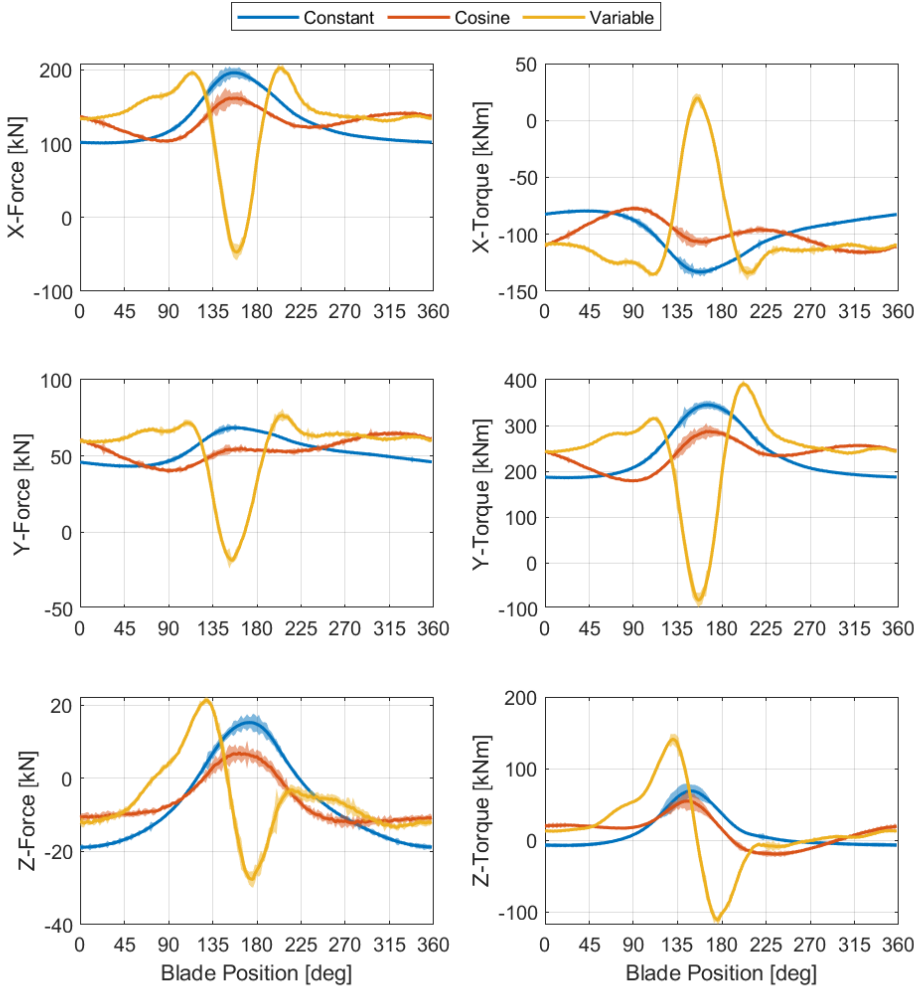 Constant Cosine Variable
X-Force [kN]
200
100
0
-100
0 45 90 135 180 225 270 315 360
X-Torque [kNm]
50
0
-50
-100
-150
0 45 90 135 180 225 270 315 360
Y-Force [kN]
100
50
0
-50
0 45 90 135 180 225 270 315 360
Y-Torque [kNm]
400
300
200
100
0
-100
0 45 90 135 180 225 270 315 360
Z-Force [kN]
20
0
-20
-40
0 45 90 135 180 225 270 315 360
Blade Position [deg]
Z-Torque [kNm]
200
100
0
-100
0 45 90 135 180 225 270 315 360
Blade Position [deg]